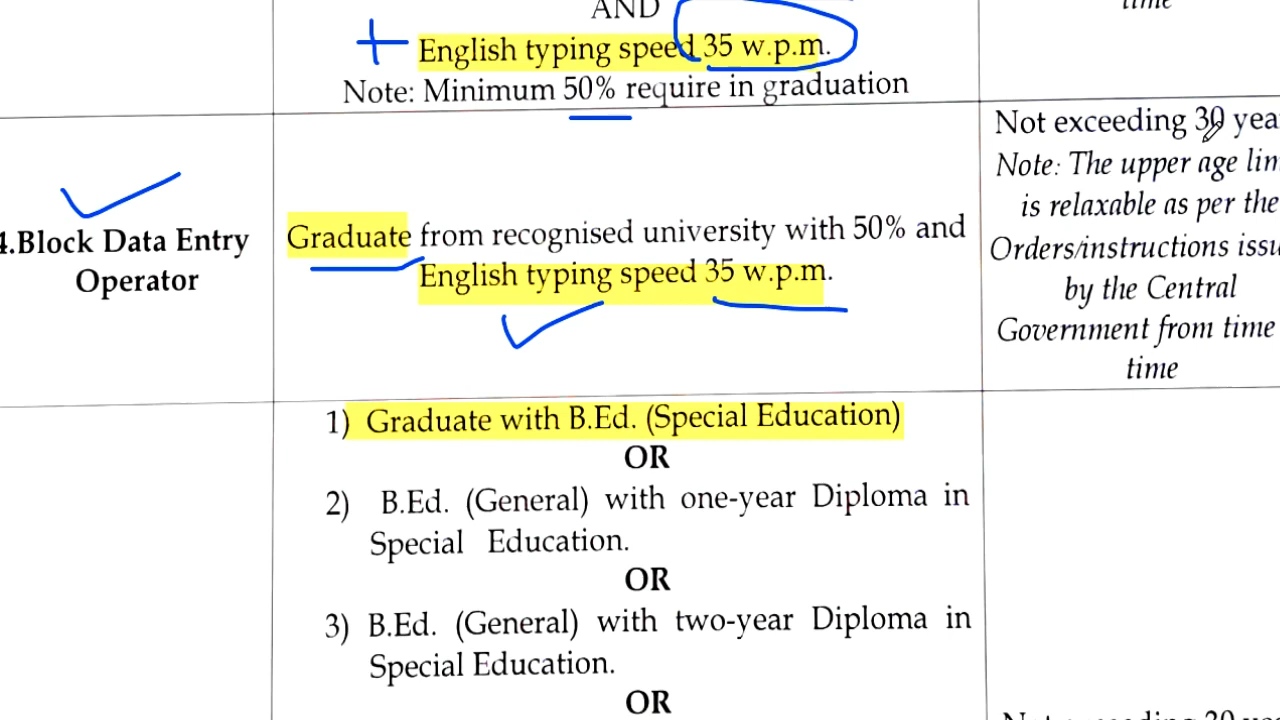 AND
time
English typing speed 35 w.p.m.
Note: Minimum 50% require in graduation
4.Block Data Entry
Operator
Graduate from recognised university with 50% and
English typing speed 35 w.p.m.
Not exceeding 30
Note: The upper age
is relaxable as per the
Orders/instructions
by the Central
Government from time
time
1) Graduate with B.Ed. (Special Education)
OR
2) B.Ed. (General) with one-year Diploma in
Special Education.
OR
3) B.Ed. (General) with two-year Diploma in
Special Education.
OR